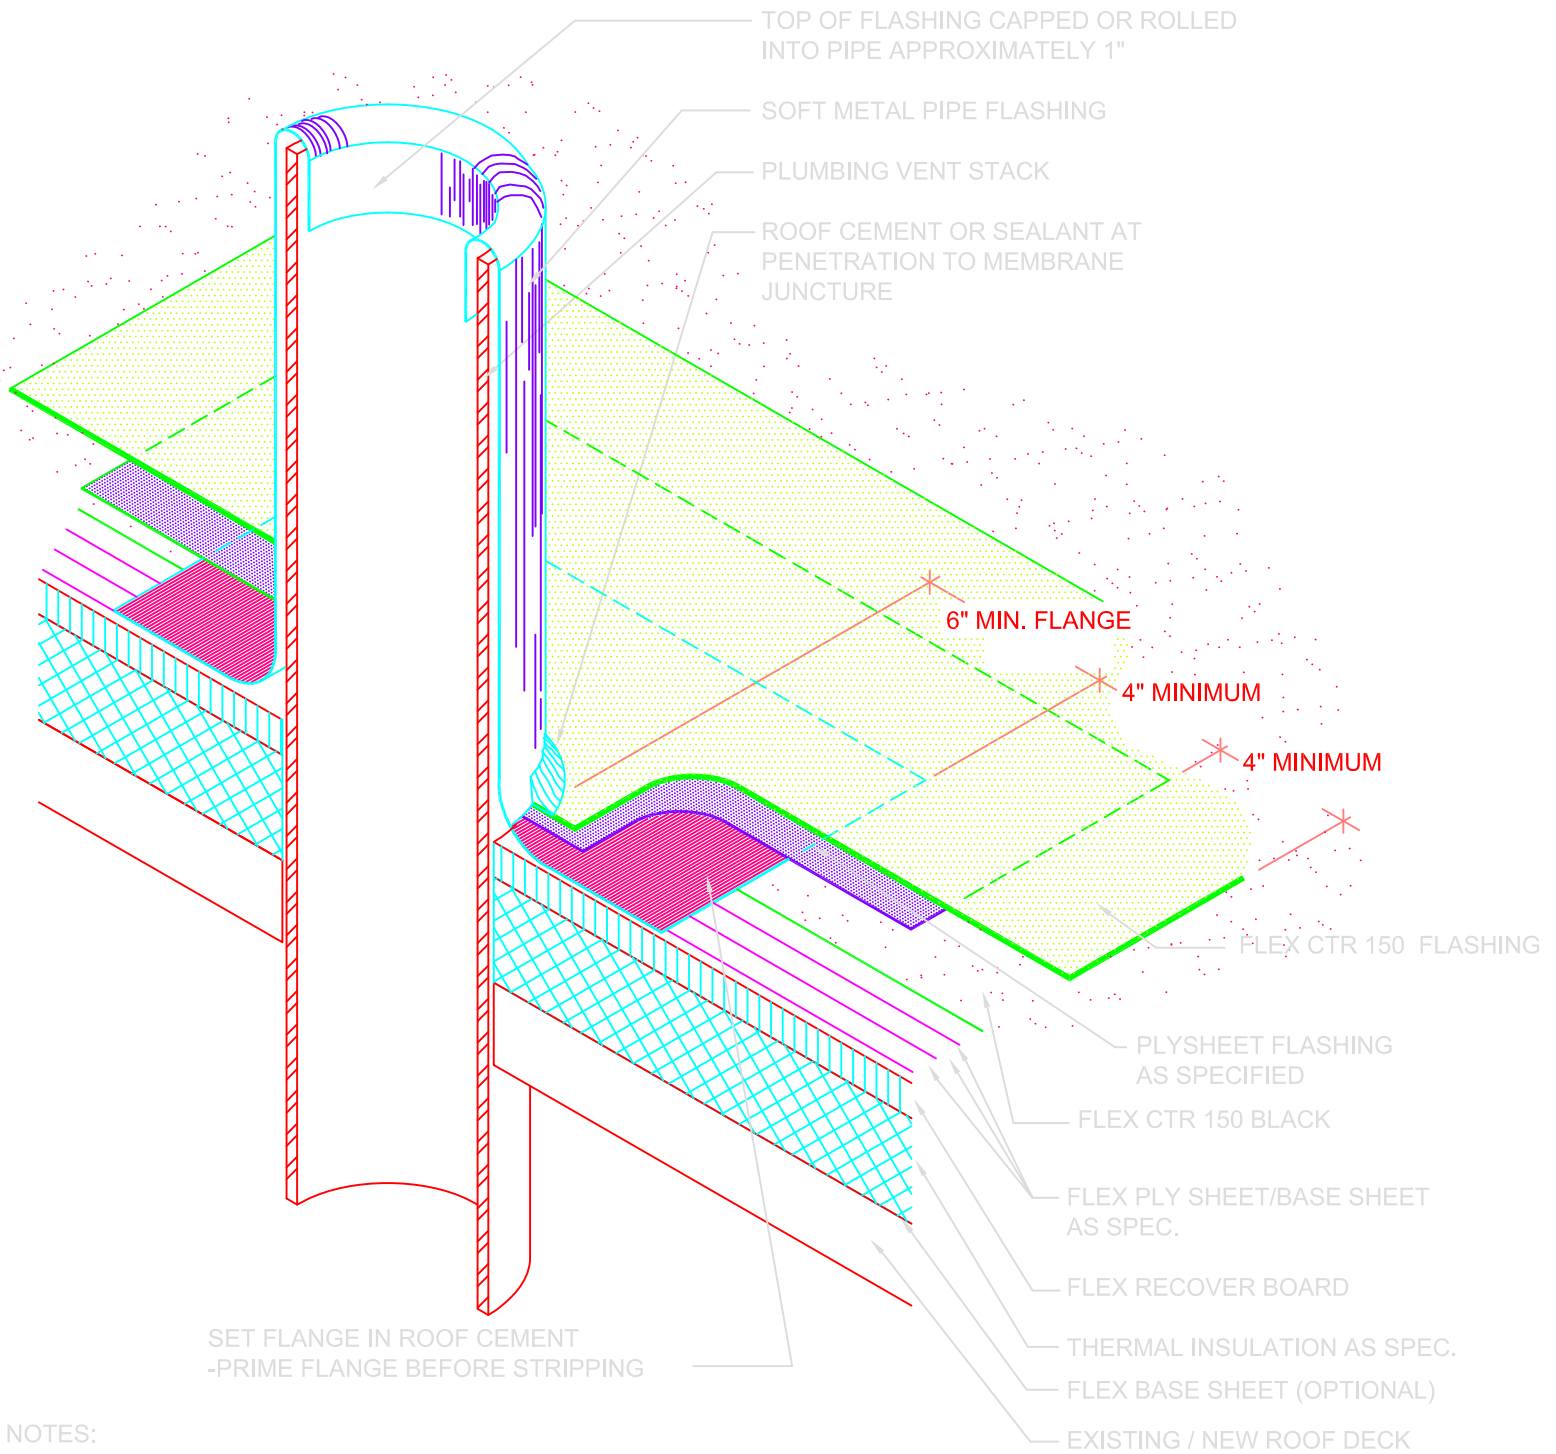 TOP OF FLASHING CAPPED OR ROLLED
INTO PIPE APPROXIMATELY 1"
SOFT METAL PIPE FLASHING
PLUMBING VENT STACK
ROOF CEMENT OR SEALANT AT
PENETRATION TO MEMBRANE
JUNCTURE
6" MIN. FLANGE
4" MINIMUM
4" MINIMUM
FLEX CTR 150 FLASHING
PLYSHEET FLASHING
AS SPECIFIED
FLEX CTR 150 BLACK
FLEX PLY SHEET/BASE SHEET
AS SPEC.
FLEX RECOVER BOARD
THERMAL INSULATION AS SPEC.
FLEX BASE SHEET (OPTIONAL)
EXISTING / NEW ROOF DECK
SET FLANGE IN ROOF CEMENT
-PRIME FLANGE BEFORE STRIPPING
NOTES: